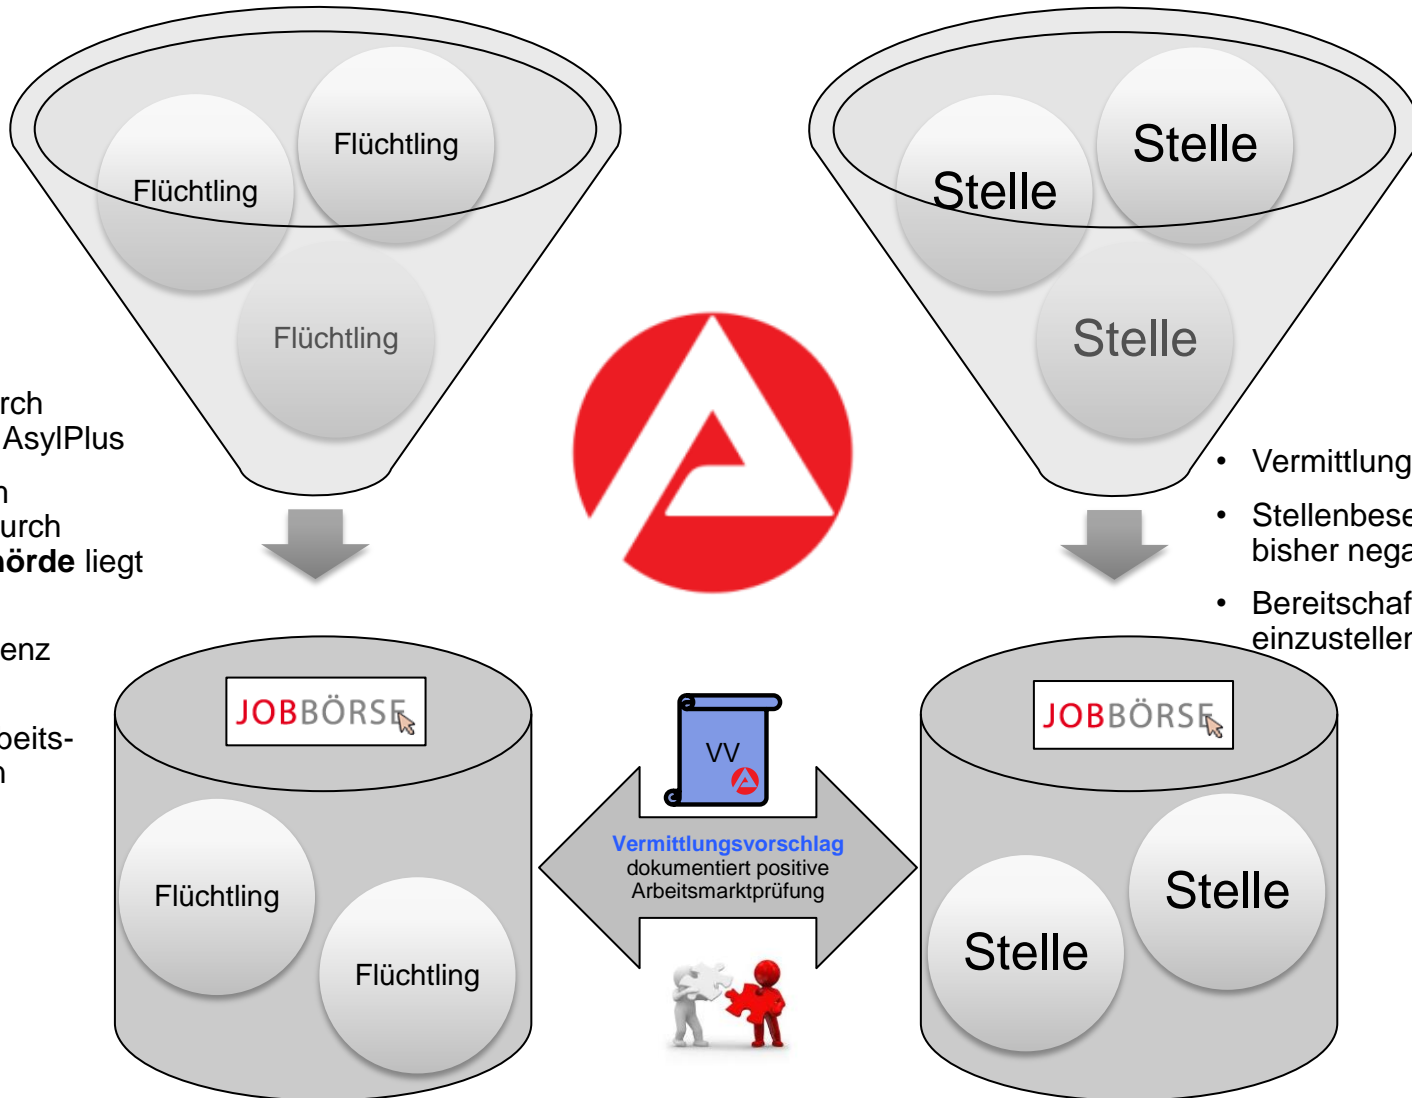 Flüchtling
Flüchtling
Flüchtling
Stelle
Stelle
Stelle
rch
AsylPlus
urch
hörde liegt
enz
beits-
• Vermittlung
• Stellenbese
bisher nega
• Bereitschaf
einzustellen
JOBBÖRSE
JOBBÖRSE
VV
Vermittlungsvorschlag
dokumentiert positive
Arbeitsmarktprüfung
Flüchtling
Flüchtling
Stelle
Stelle